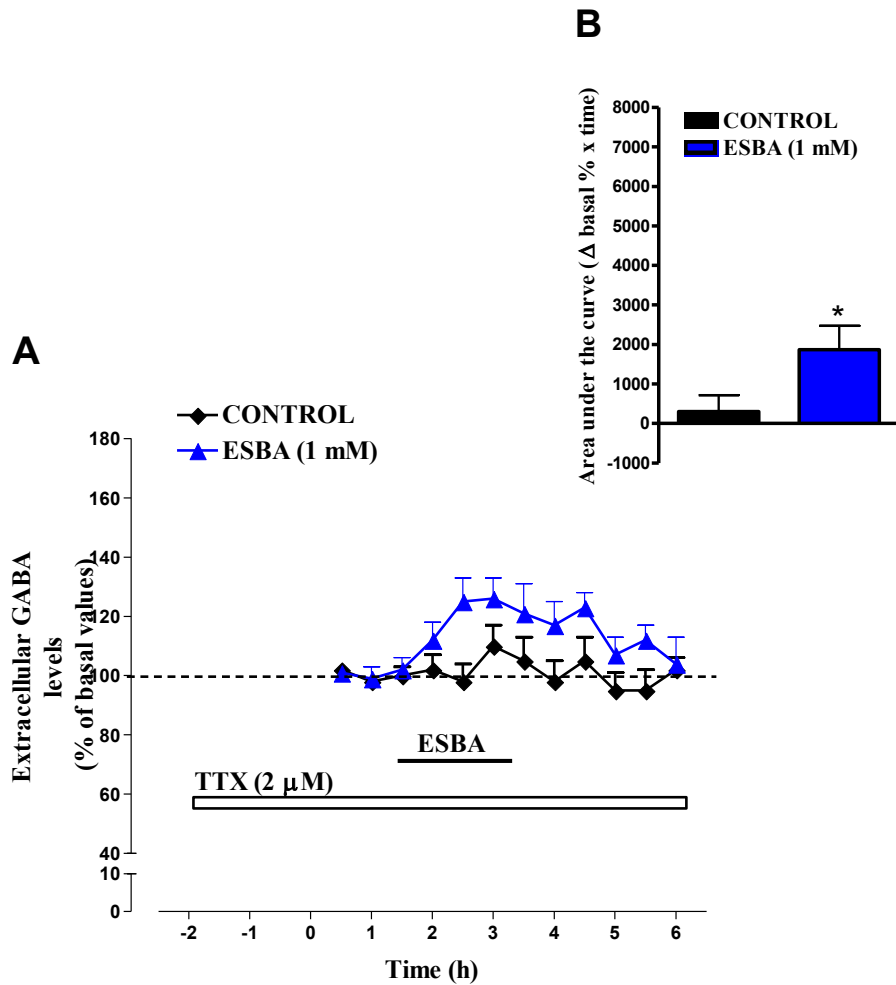 B
Area under the curve (Δ basal % x time)
8000
7000
6000
5000
4000
3000
2000
1000
0
-1000
CONTROL
ESBA (1 mM)
*
A
CONTROL
ESBA (1 mM)
Extracellular GABA
levels
(% of basal values)
180
160
140
120
100
80
60
40
10
0
ESBA
TTX (2 μM)
-2 -1 0 1 2 3 4 5 6
Time (h)